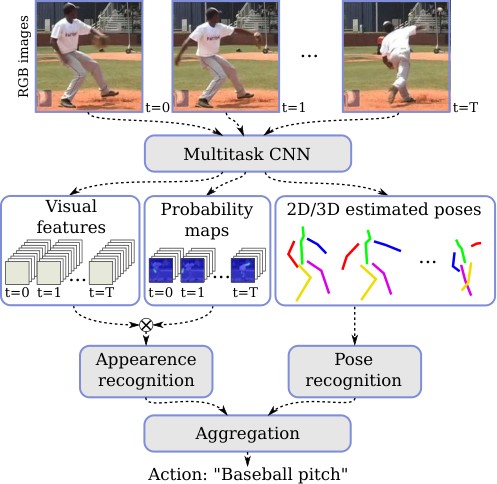 RGB images
t=0
t=1
...
t=T
Multitask CNN
Visual
features
t=0 t=1 ... t=T
Probability
maps
t=0 t=1 ... t=T
2D/3D estimated poses
...
Appearence
recognition
Pose
recognition
Aggregation
Action: "Baseball pitch"